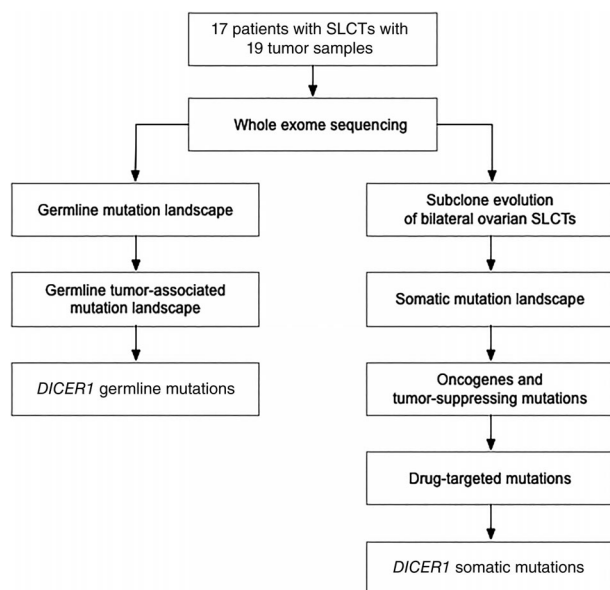 17 patients with SLCTs with
19 tumor samples
Whole exome sequencing
Germline mutation landscape
Germline tumor-associated
mutation landscape
DICER1 germline mutations
Subclone evolution
of bilateral ovarian SLCTs
Somatic mutation landscape
Oncogenes and
tumor-suppressing mutations
Drug-targeted mutations
DICER1 somatic mutations